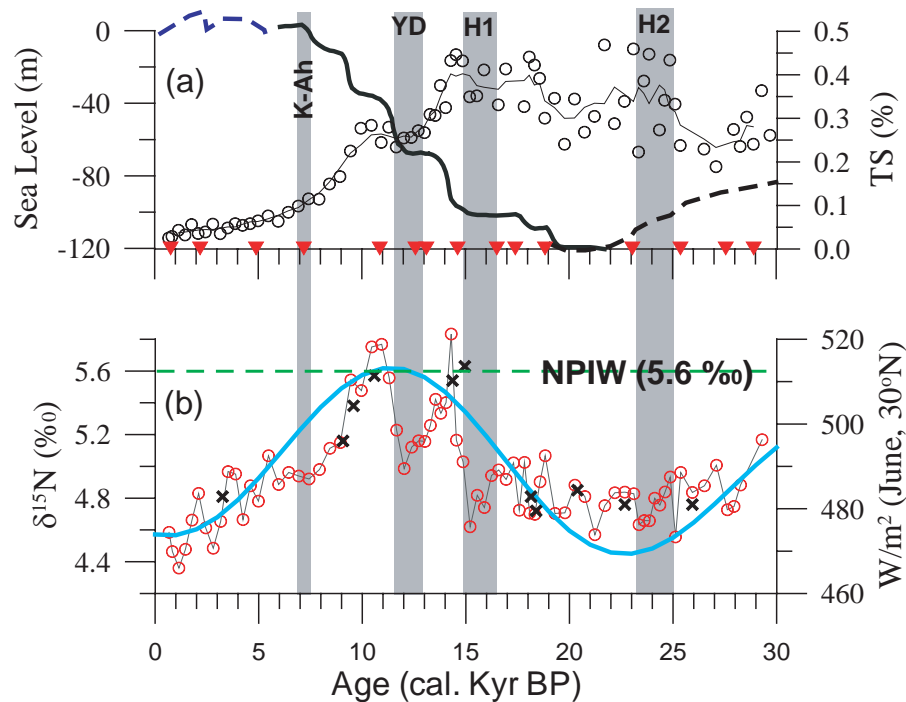 K-Ah
YD
H1
H2
(a)
Sea Level (m)
0
-40
-80
-120
TS (%)
0.5
0.4
0.3
0.2
0.1
0.0
(b)
NPIW (5.6 ‰)
δ¹⁵N (‰)
5.6
5.2
4.8
4.4
W/m² (June, 30°N)
520
500
480
460
0 5 10 15 20 25 30
Age (cal. Kyr BP)